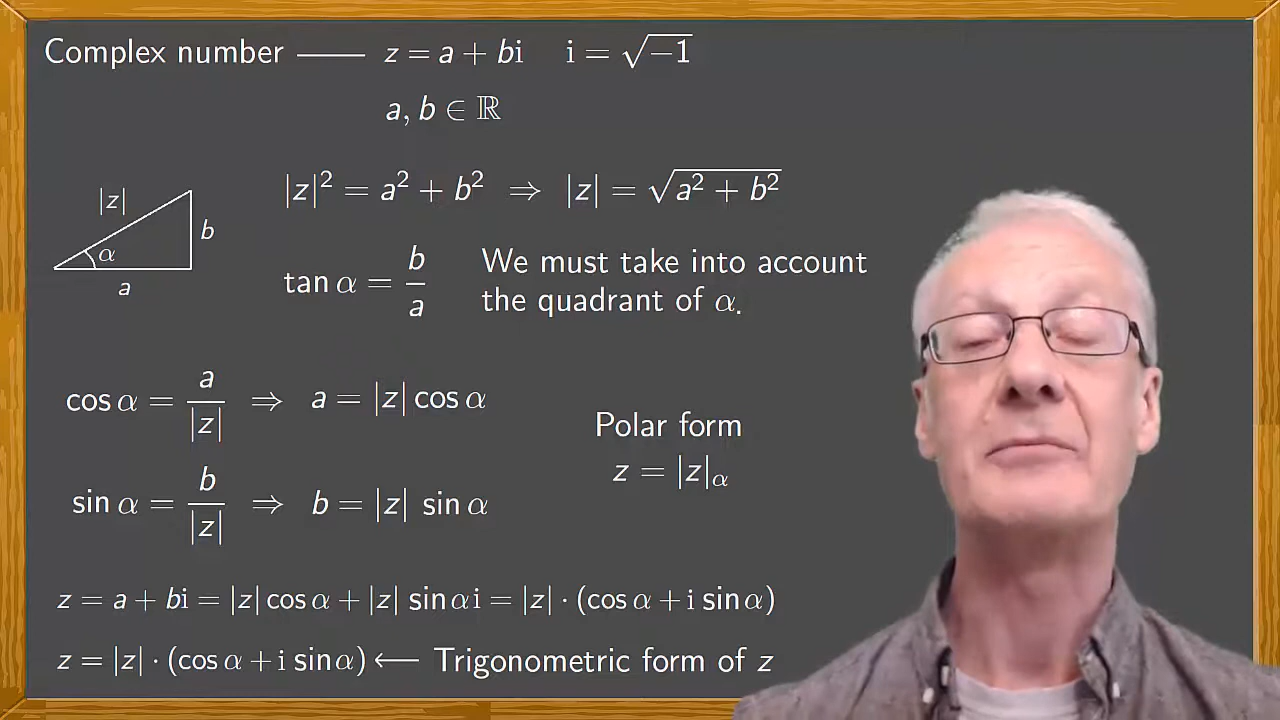 Complex number —— z = a + bi i = √−1
a, b ∈ ℝ
|z|
b
α
a
|z|² = a² + b² ⇒ |z| = √(a² + b²)
tan α = b/a
We must take into account
the quadrant of α.
cos α = a/|z| ⇒ a = |z| cos α
sin α = b/|z| ⇒ b = |z| sin α
Polar form
z = |z|α
z = a + bi = |z| cos α + |z| sin α i = |z| · (cos α + i sin α)
z = |z| · (cos α + i sin α) ⟵ Trigonometric form of z